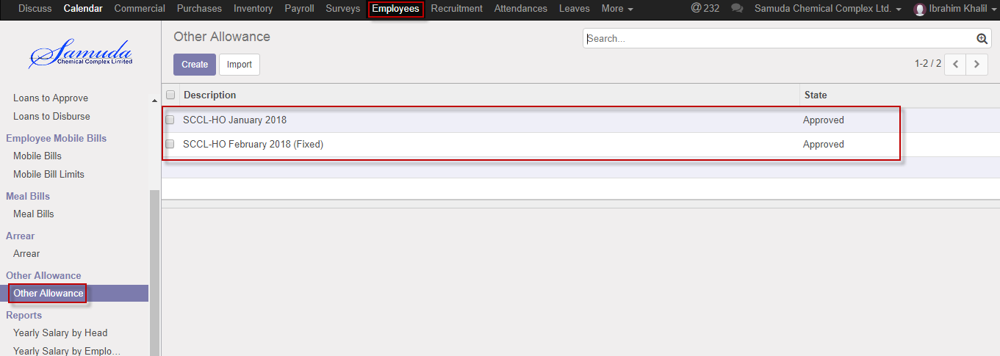 Discuss Calendar Commercial Purchases Inventory Payroll Surveys Employees Recruitment Attendances Leaves More @ 232 Samuda Chemical Complex Ltd. Ibrahim Khalil
Samuda
Chemical Complex Limited
Loans to Approve
Loans to Disburse
Employee Mobile Bills
Mobile Bills
Mobile Bill Limits
Meal Bills
Meal Bills
Arrear
Arrear
Other Allowance
Other Allowance
Reports
Yearly Salary by Head
Yearly Salary by Emplo...
Other Allowance
Search...
Create Import
1-2 / 2
Description State
SCCL-HO January 2018 Approved
SCCL-HO February 2018 (Fixed) Approved